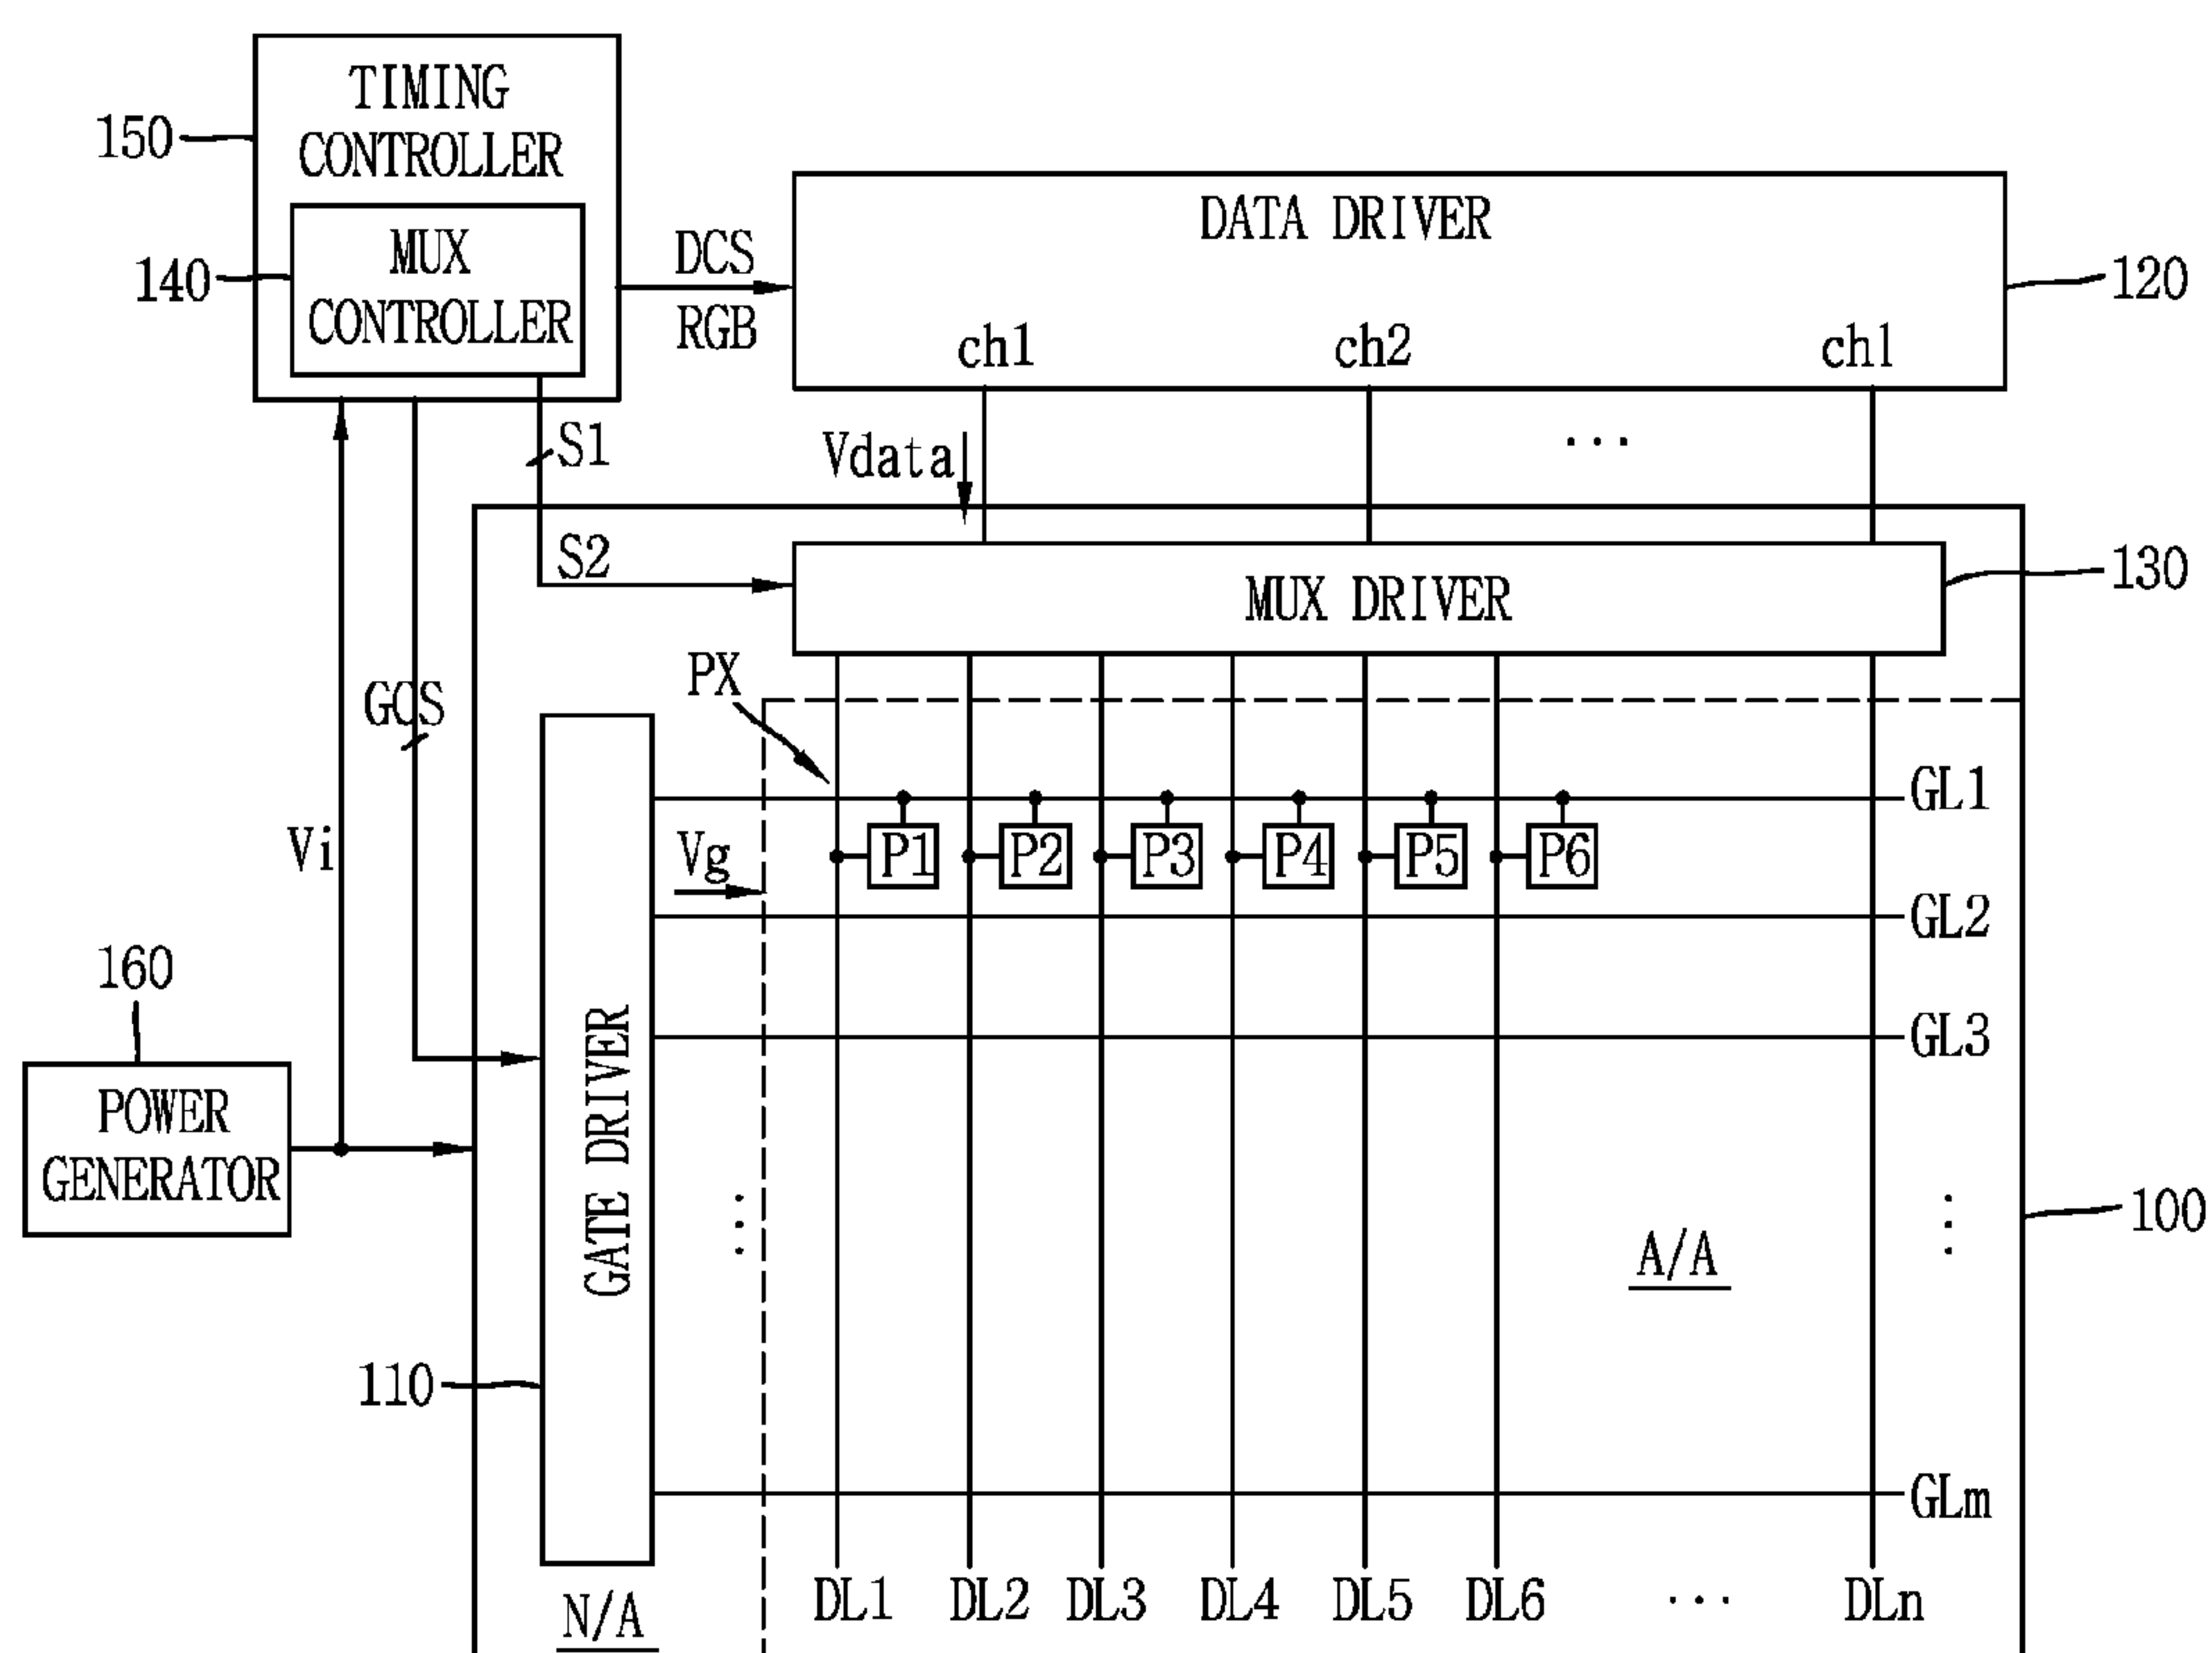 TIMING
CONTROLLER
150
MUX
CONTROLLER
140
DCS
RGB
DATA DRIVER
120
ch1
ch2
chl
S1
Vdata
...
S2
MUX DRIVER
130
PX
GCS
GL1
Vi
Vg
P1
P2
P3
P4
P5
P6
GL2
160
GL3
POWER
GENERATOR
GATE DRIVER
100
A/A
110
GLm
DL1
DL2
DL3
DL4
DL5
DL6
...
DLn
N/A